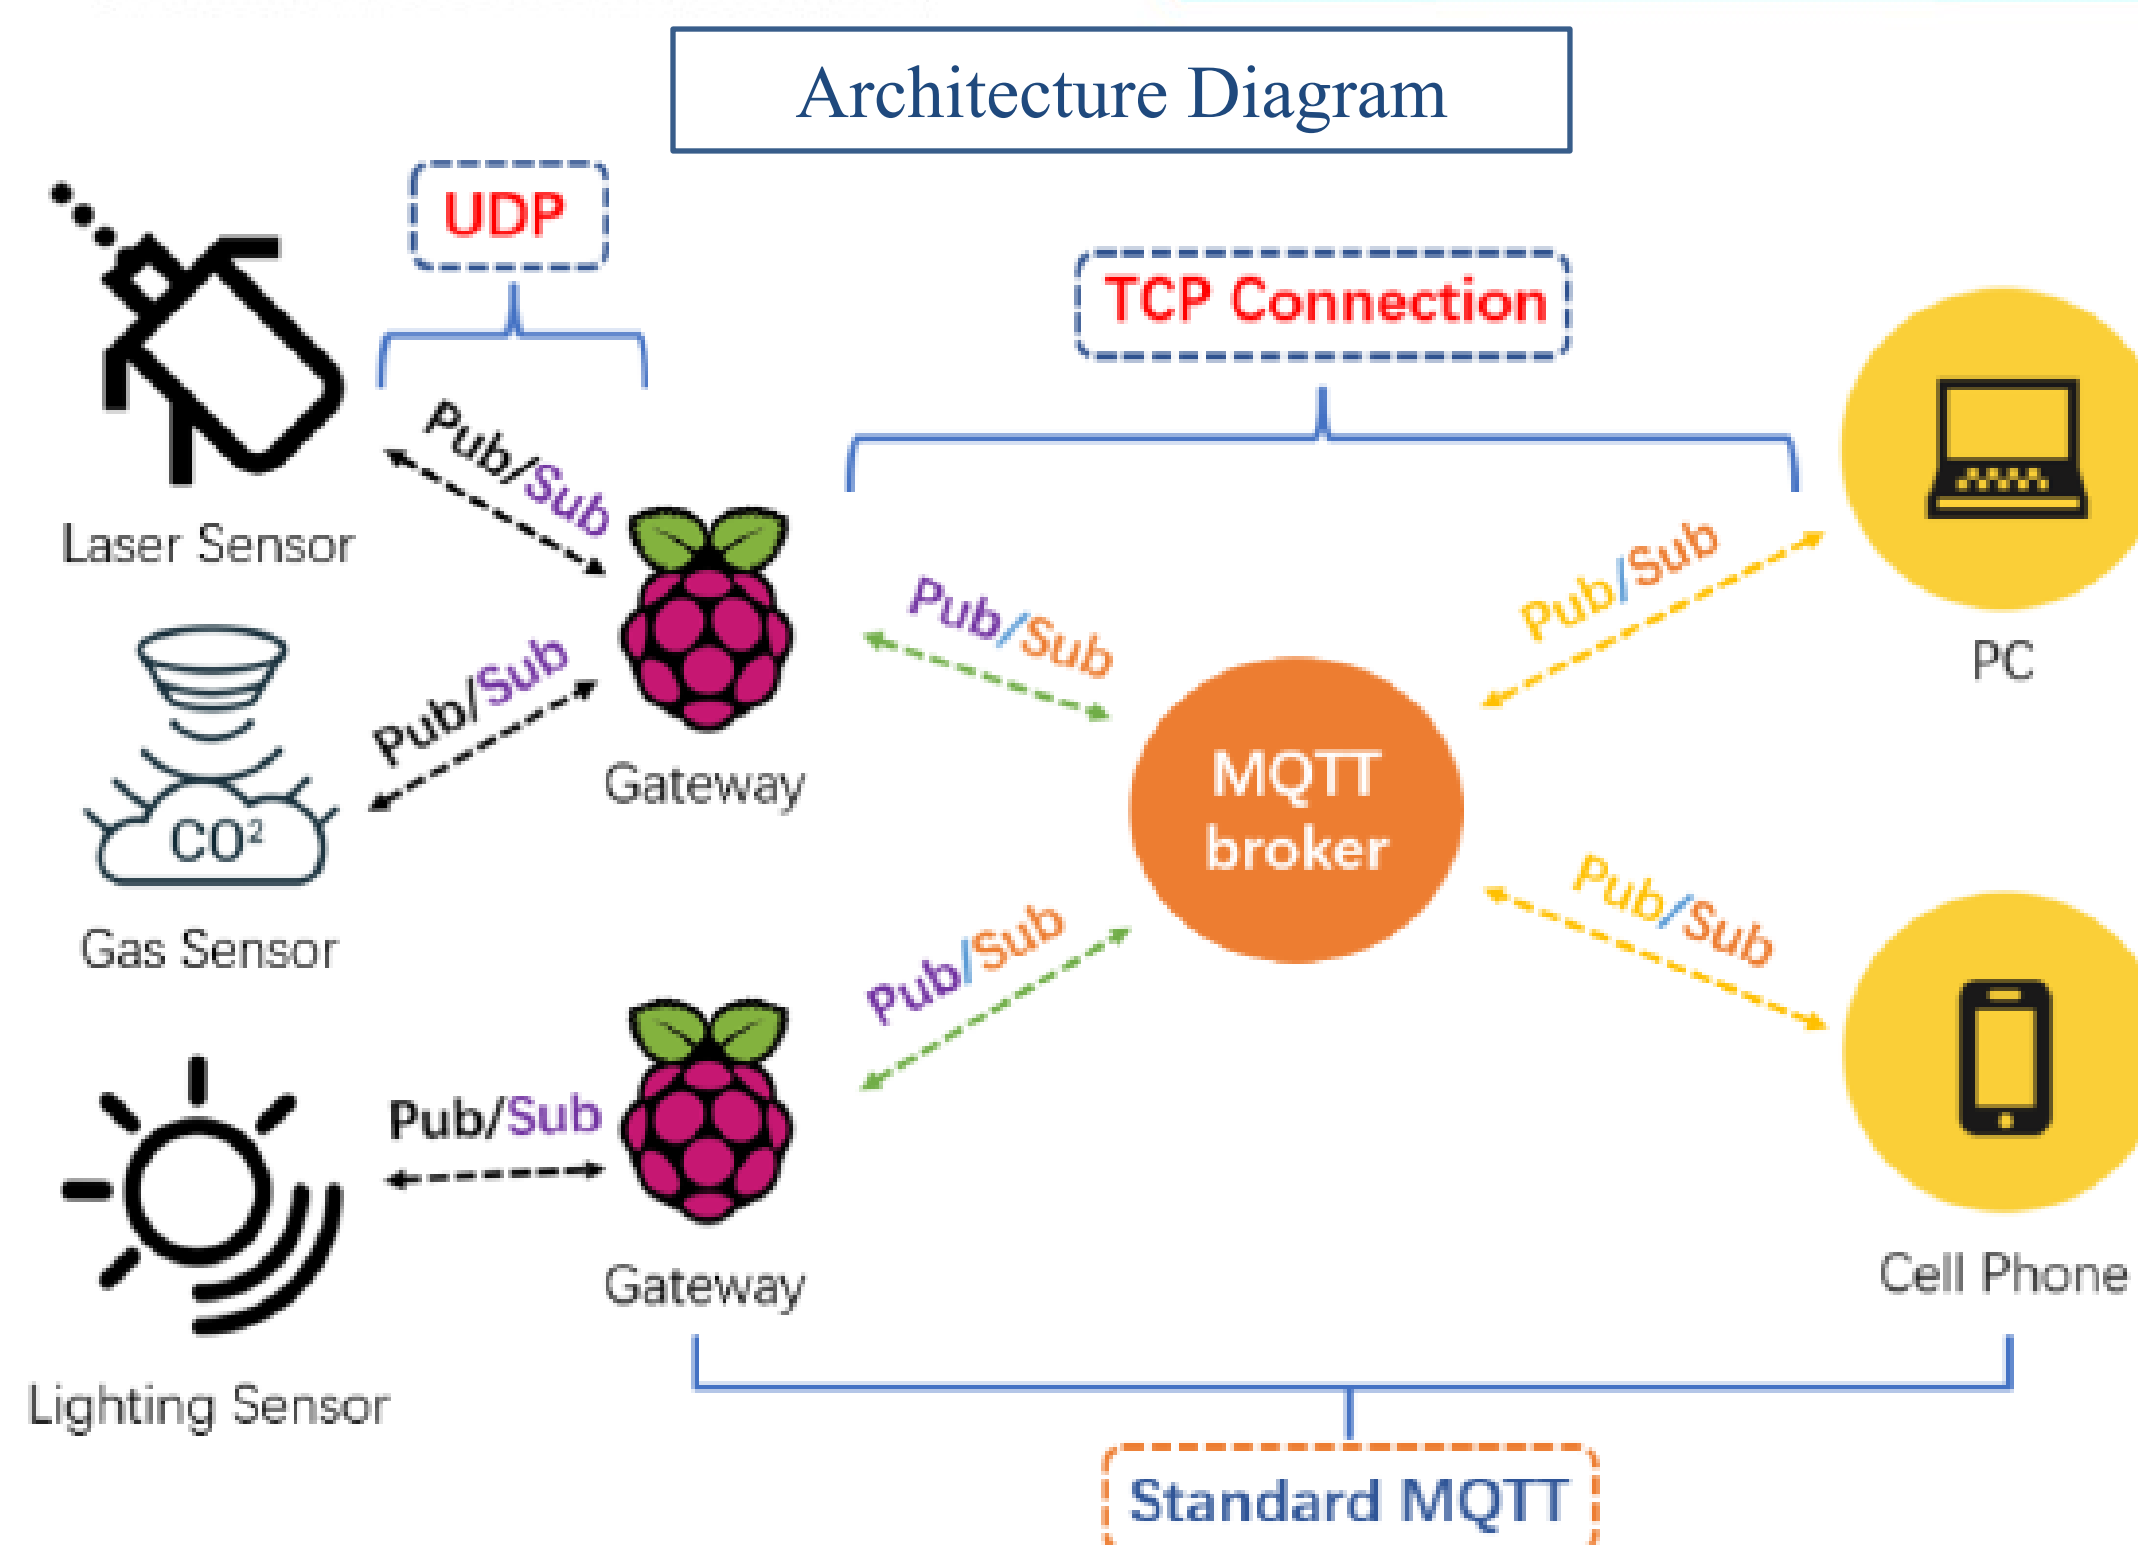 Architecture Diagram
UDP
TCP Connection
Pub/Sub
Laser Sensor
Pub/Sub
Pub/Sub
PC
Pub/Sub
Gateway
MQTT
broker
CO²
Gas Sensor
Pub/Sub
Pub/Sub
Pub/Sub
Gateway
Cell Phone
Lighting Sensor
Standard MQTT